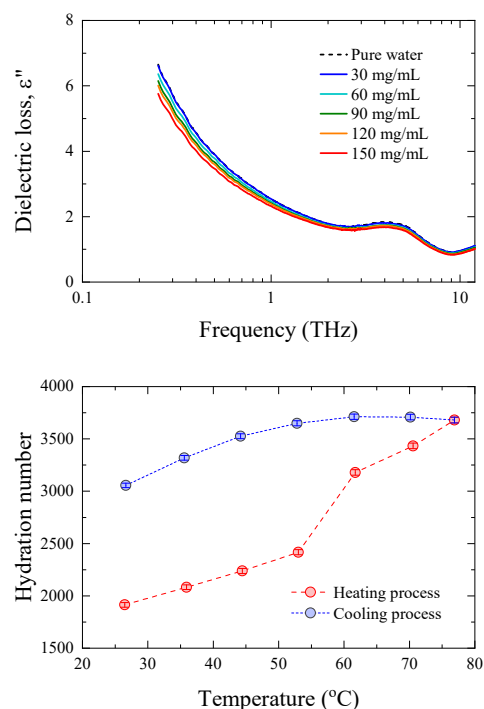 8
6
4
2
0
Dielectric loss, ε"
Pure water
30 mg/mL
60 mg/mL
90 mg/mL
120 mg/mL
150 mg/mL
0.1
1
10
Frequency (THz)
4000
3500
3000
2500
2000
1500
Hydration number
Heating process
Cooling process
20
30
40
50
60
70
80
Temperature (°C)